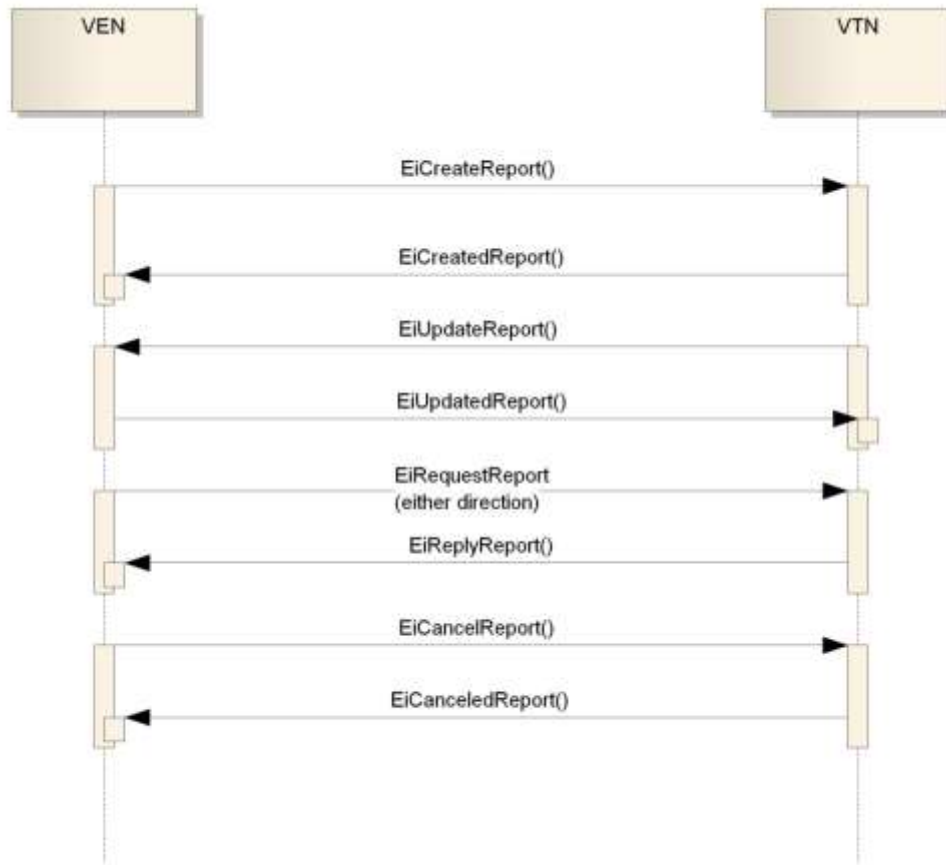 VEN
VTN
EiCreateReport()
EiCreatedReport()
EiUpdateReport()
EiUpdatedReport()
EiRequestReport
(either direction)
EiReplyReport()
EiCancelReport()
EiCanceledReport()